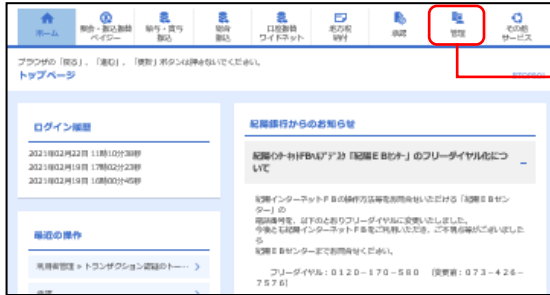 ホーム
照会・振込振替
ペイジー
給与・賞与
振込
総合
振込
口座振替
ワイドネット
地方税
納付
承認
管理
その他
サービス
ブラウザの「戻る」、「進む」、「更新」ボタンは押さないでください。
トップページ
ログイン履歴
2021年02月22日 11時10分38秒
2021年02月19日 17時02分23秒
2021年02月19日 16時00分45秒
最近の操作
利用者管理 » トランザクション認証のトー…
紀陽銀行からのお知らせ
紀陽インターネットFBヘルプデスク「紀陽EBセンター」のフリーダイヤル化につ
いて
紀陽インターネットFBの操作方法等をお問合せいただける「紀陽EBセン
ター」の
電話番号を、以下のとおりフリーダイヤルに変更いたしました。
今後とも紀陽インターネットFBをご利用いただき、ご不明点等がございました
ら
紀陽EBセンターまでお問合せください。
フリーダイヤル：0120-170-580 (変更前：073-426-
7576)